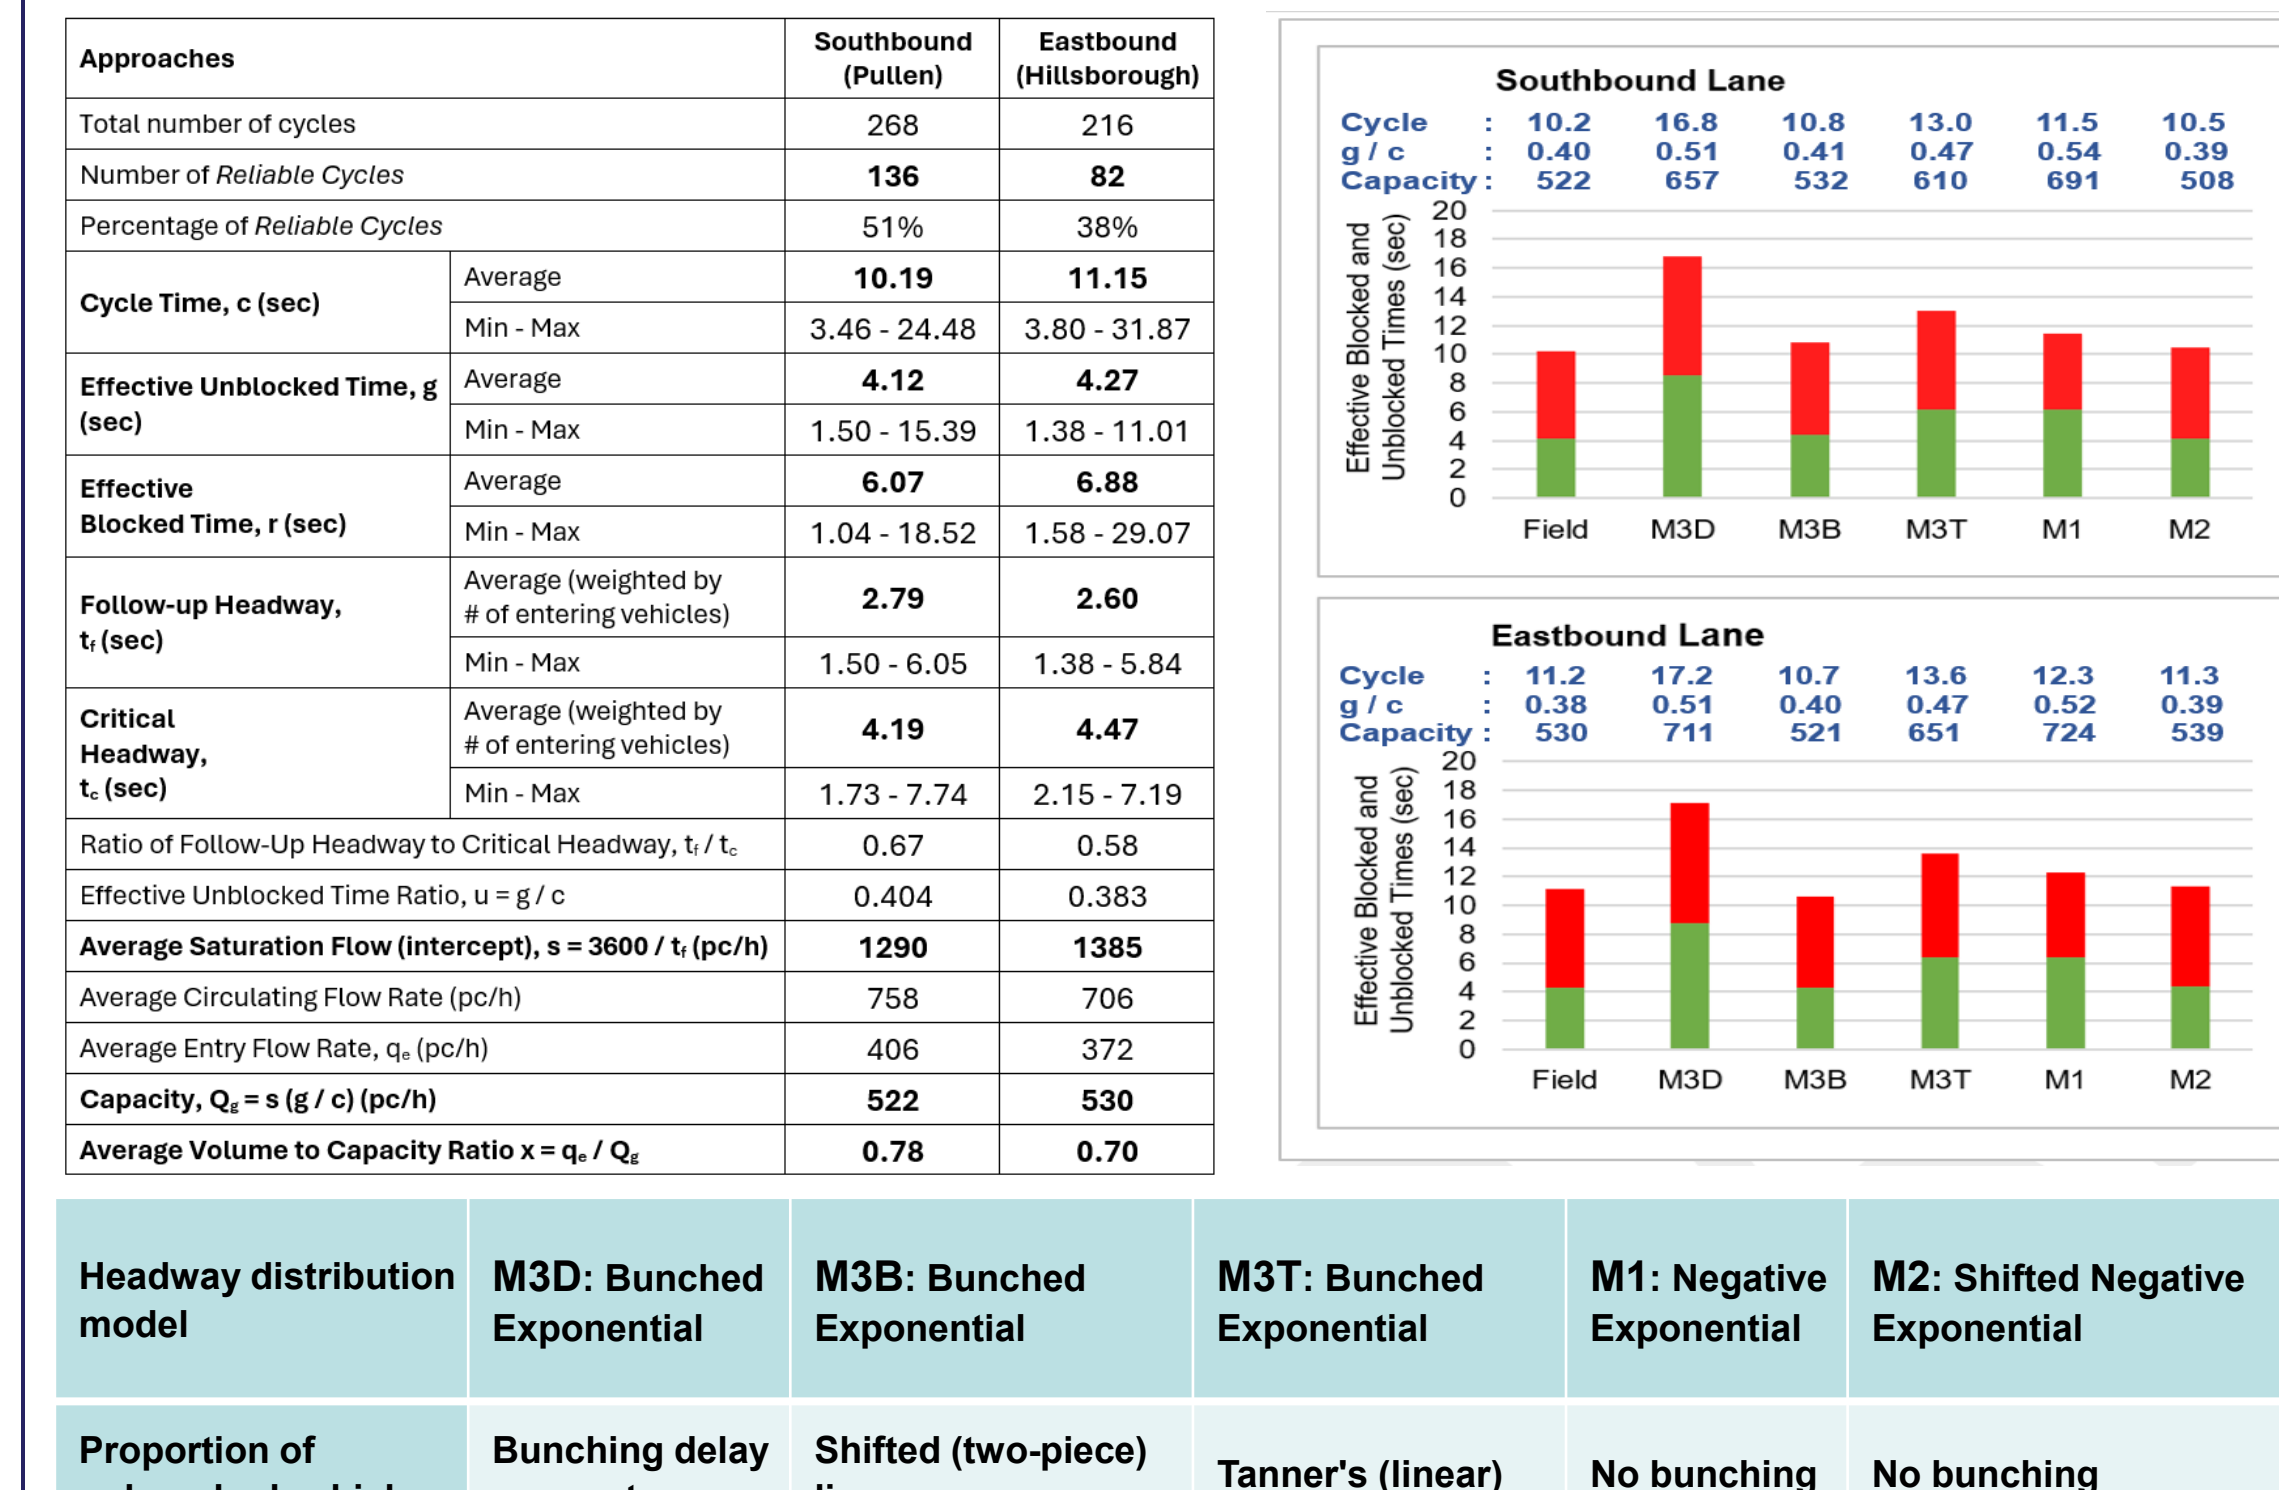 Approaches
Southbound (Pullen)
Eastbound (Hillsborough)
Total number of cycles 268 216
Number of Reliable Cycles 136 82
Percentage of Reliable Cycles 51% 38%
Cycle Time, c (sec)
Average 10.19 11.15
Min - Max 3.46 - 24.48 3.80 - 31.87
Effective Unblocked Time, g (sec)
Average 4.12 4.27
Min - Max 1.50 - 15.39 1.38 - 11.01
Effective
Blocked Time, r (sec)
Average 6.07 6.88
Min - Max 1.04 - 18.52 1.58 - 29.07
Follow-up Headway,
tf (sec)
Average (weighted by
# of entering vehicles) 2.79 2.60
Min - Max 1.50 - 6.05 1.38 - 5.84
Critical
Headway,
tc (sec)
Average (weighted by
# of entering vehicles) 4.19 4.47
Min - Max 1.73 - 7.74 2.15 - 7.19
Ratio of Follow-Up Headway to Critical Headway, tf / tc 0.67 0.58
Effective Unblocked Time Ratio, u = g / c 0.404 0.383
Average Saturation Flow (intercept), s = 3600 / tf (pc/h) 1290 1385
Average Circulating Flow Rate (pc/h) 758 706
Average Entry Flow Rate, qe (pc/h) 406 372
Capacity, Qg = s (g / c) (pc/h) 522 530
Average Volume to Capacity Ratio x = qe / Qg 0.78 0.70
Southbound Lane
Cycle : 10.2 16.8 10.8 13.0 11.5 10.5
g / c : 0.40 0.51 0.41 0.47 0.54 0.39
Capacity : 522 657 532 610 691 508
Effective Blocked and
Unblocked Times (sec)
20
18
16
14
12
10
8
6
4
2
0
Field M3D M3B M3T M1 M2
Eastbound Lane
Cycle : 11.2 17.2 10.7 13.6 12.3 11.3
g / c : 0.38 0.51 0.40 0.47 0.52 0.39
Capacity : 530 711 521 651 724 539
Effective Blocked and
Unblocked Times (sec)
20
18
16
14
12
10
8
6
4
2
0
Field M3D M3B M3T M1 M2
Headway distribution
model
M3D: Bunched
Exponential
M3B: Bunched
Exponential
M3T: Bunched
Exponential
M1: Negative
Exponential
M2: Shifted Negative
Exponential
Proportion of
Bunching delay
Shifted (two-piece)
Tanner's (linear)
No bunching
No bunching